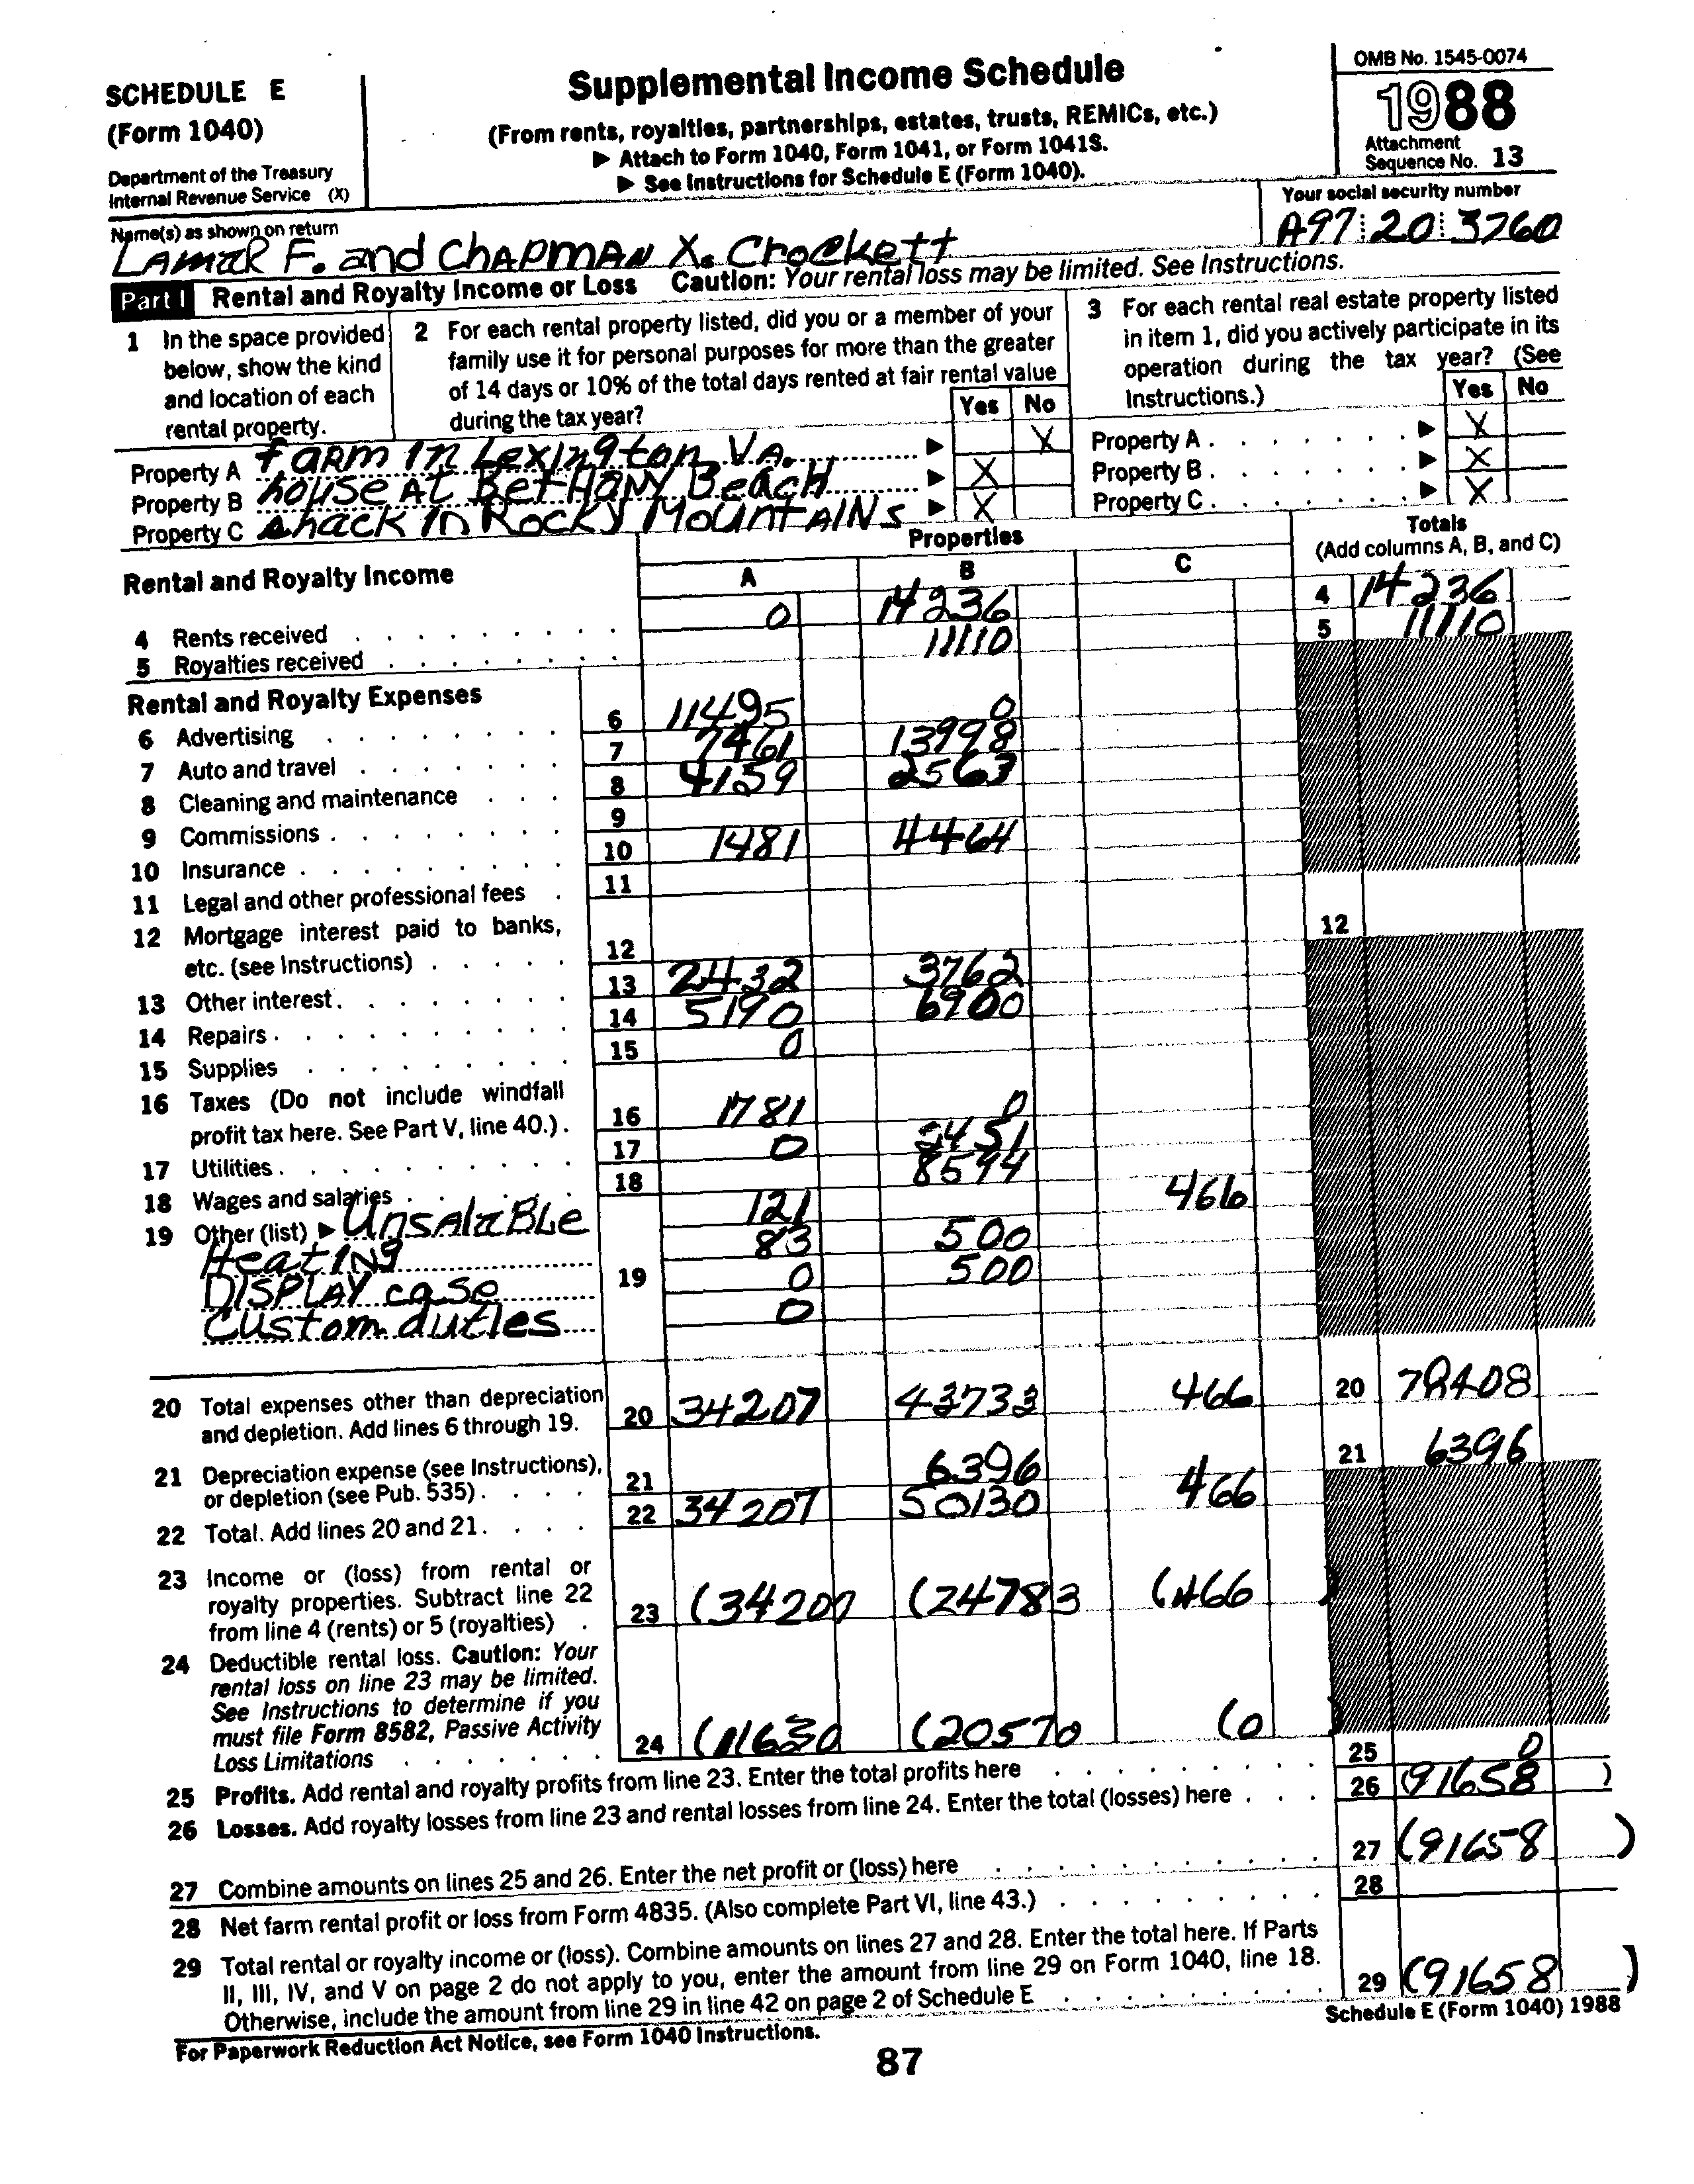 SCHEDULE E
(Form 1040)
Department of the Treasury
Internal Revenue Service (X)
Supplemental Income Schedule
(From rents, royalties, partnerships, estates, trusts, REMICs, etc.)
▶ Attach to Form 1040, Form 1041, or Form 1041S.
▶ See Instructions for Schedule E (Form 1040).
OMB No. 1545-0074
1988
Attachment
Sequence No. 13
Name(s) as shown on return
LAMAR F. and CHAPMAN X. Crockett
Your social security number
A97 20 3760
Part I Rental and Royalty Income or Loss Caution: Your rental loss may be limited. See Instructions.
1 In the space provided
below, show the kind
and location of each
rental property.
2 For each rental property listed, did you or a member of your
family use it for personal purposes for more than the greater
of 14 days or 10% of the total days rented at fair rental value
during the tax year?
Yes No
3 For each rental real estate property listed
in item 1, did you actively participate in its
operation during the tax year? (See
Instructions.)
Yes No
Property A farm in Lexington, VA. ▶ X
Property B house AT BETHANY Beach ▶ X
Property C shack in Rocky MountAINS ▶ X
Property A . ▶ X
Property B . ▶ X
Property C . ▶ X
Rental and Royalty Income
Properties
A B C
Totals
(Add columns A, B, and C)
4 Rents received 0 14236 4 14236
5 Royalties received 11110 5 11110
Rental and Royalty Expenses
6 Advertising 6 11495 0
7 Auto and travel 7 7461 13998
8 Cleaning and maintenance 8 4159 2563
9 Commissions 9
10 Insurance 10 1481 4464
11 Legal and other professional fees 11
12 Mortgage interest paid to banks,
etc. (see Instructions) 12 12
13 Other interest 13 2432 3762
14 Repairs 14 5190 6900
15 Supplies 15 0
16 Taxes (Do not include windfall
profit tax here. See Part V, line 40.) 16 1781 0
17 Utilities 17 0 5451
18 Wages and salaries 18 8594
19 Other (list) ▶ UnsAlaBLe 121 466
HeatING 83 500
DISPLAY case 19 0 500
Custom duties 0
20 Total expenses other than depreciation
and depletion. Add lines 6 through 19. 20 34207 43733 466 20 78408
21 Depreciation expense (see Instructions),
or depletion (see Pub. 535) 21 6396 21 6396
22 Total. Add lines 20 and 21. 22 34207 50130 466
23 Income or (loss) from rental or
royalty properties. Subtract line 22
from line 4 (rents) or 5 (royalties) 23 (34207 (24783 (466 )
24 Deductible rental loss. Caution: Your
rental loss on line 23 may be limited.
See Instructions to determine if you
must file Form 8582, Passive Activity
Loss Limitations 24 (11630 (20570 (0 )
25 Profits. Add rental and royalty profits from line 23. Enter the total profits here 25 0
26 Losses. Add royalty losses from line 23 and rental losses from line 24. Enter the total (losses) here 26 (91658 )
27 Combine amounts on lines 25 and 26. Enter the net profit or (loss) here 27 (91658 )
28 Net farm rental profit or loss from Form 4835. (Also complete Part VI, line 43.) 28
29 Total rental or royalty income or (loss). Combine amounts on lines 27 and 28. Enter the total here. If Parts
II, III, IV, and V on page 2 do not apply to you, enter the amount from line 29 on Form 1040, line 18.
Otherwise, include the amount from line 29 in line 42 on page 2 of Schedule E 29 (91658 )
For Paperwork Reduction Act Notice, see Form 1040 Instructions.
Schedule E (Form 1040) 1988
87